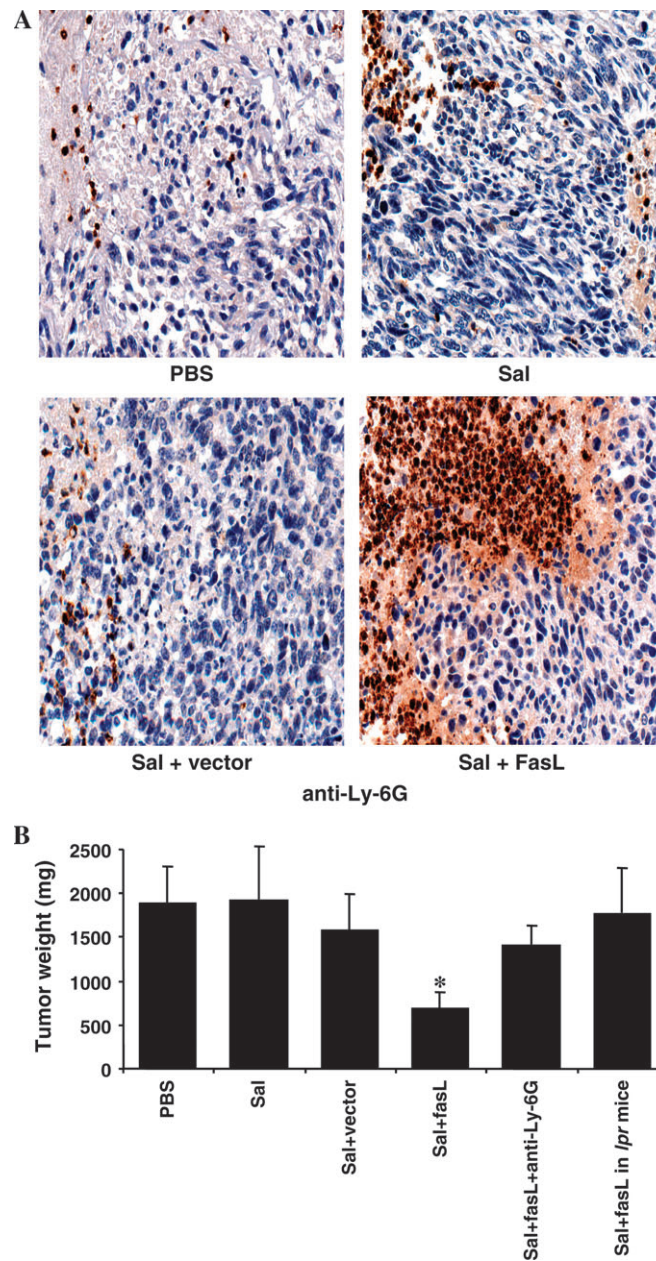 A
PBS
Sal
Sal + vector
Sal + FasL
anti-Ly-6G
B
Tumor weight (mg)
2500
2000
1500
1000
500
0
*
PBS
Sal
Sal+vector
Sal+fasL
Sal+fasL+anti-Ly-6G
Sal+fasL in lpr mice